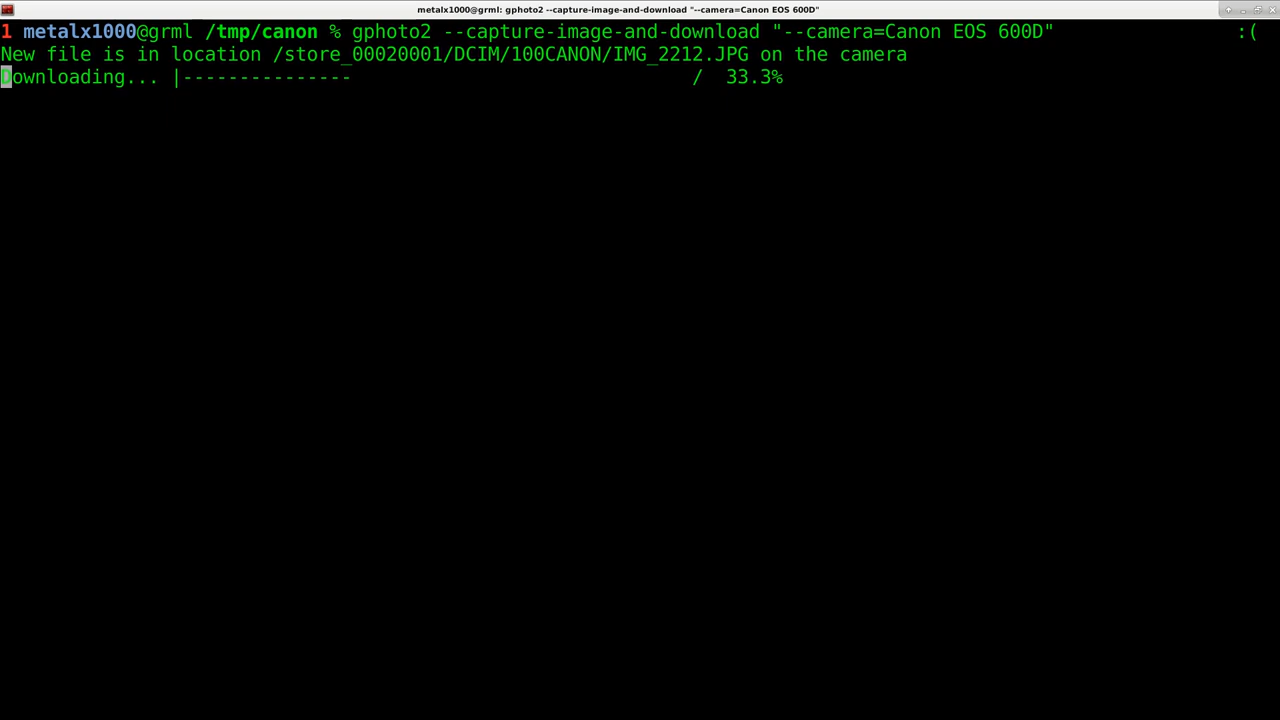 metalx1000@grml: gphoto2 --capture-image-and-download "--camera=Canon EOS 600D"
1 metalx1000@grml /tmp/canon % gphoto2 --capture-image-and-download "--camera=Canon EOS 600D" :(
New file is in location /store_00020001/DCIM/100CANON/IMG_2212.JPG on the camera
Downloading... |--------------- / 33.3%